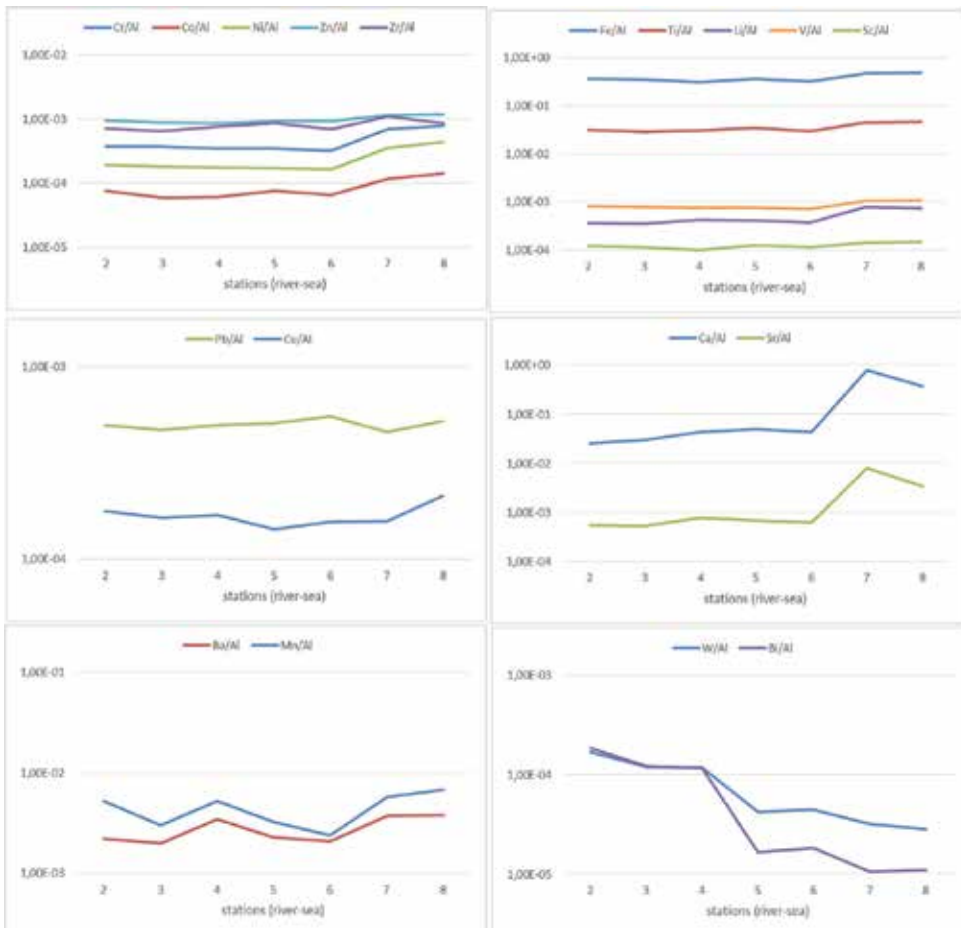 Cr/Al Co/Al Ni/Al Zn/Al Zr/Al
1,00E-02
1,00E-03
1,00E-04
1,00E-05
2 3 4 5 6 7 8
stations (river-sea)
Fe/Al Ti/Al Li/Al V/Al Sc/Al
1,00E+00
1,00E-01
1,00E-02
1,00E-03
1,00E-04
2 3 4 5 6 7 8
stations (river-sea)
Pb/Al Cu/Al
1,00E-03
1,00E-04
2 3 4 5 6 7 8
stations (river-sea)
Ca/Al Sr/Al
1,00E+00
1,00E-01
1,00E-02
1,00E-03
1,00E-04
2 3 4 5 6 7 8
stations (river-sea)
Ba/Al Mn/Al
1,00E-01
1,00E-02
1,00E-03
2 3 4 5 6 7 8
stations (river-sea)
W/Al Bi/Al
1,00E-03
1,00E-04
1,00E-05
2 3 4 5 6 7 8
stations (river-sea)